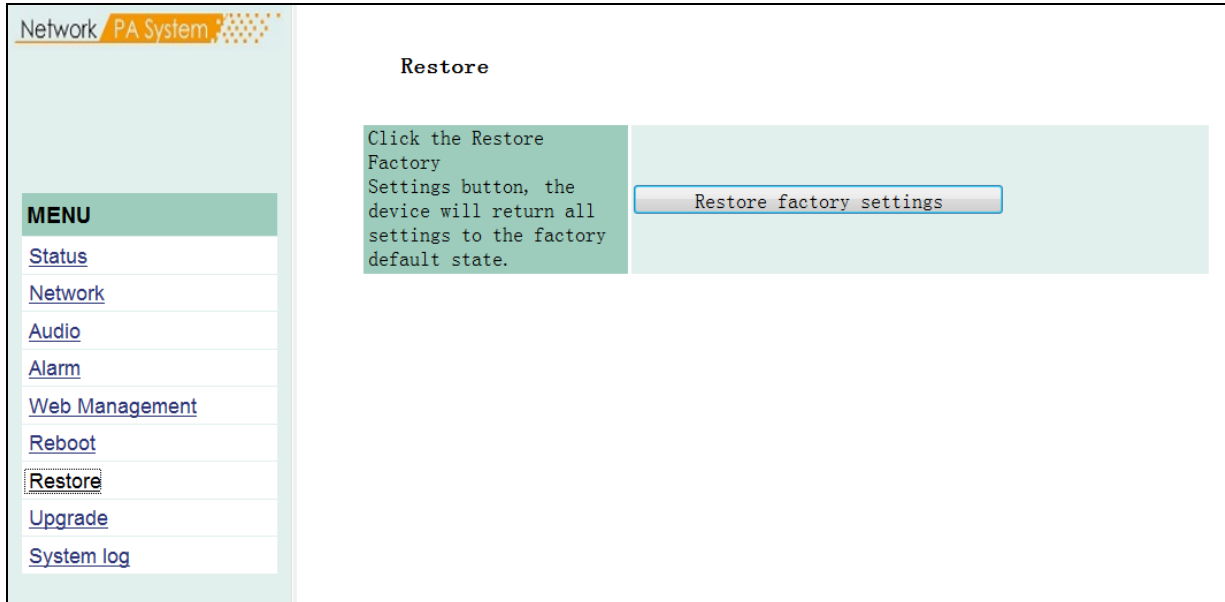 Network PA System
MENU
Status
Network
Audio
Alarm
Web Management
Reboot
Restore
Upgrade
System log
Restore
Click the Restore
Factory
Settings button, the
device will return all
settings to the factory
default state.
Restore factory settings